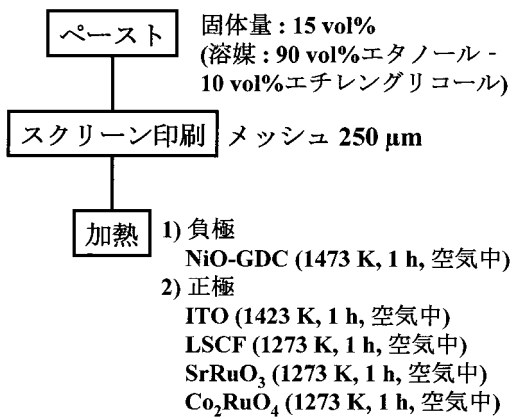 ペースト
固体量 : 15 vol%
(溶媒 : 90 vol%エタノール -
10 vol%エチレングリコール)
スクリーン印刷
メッシュ 250 μm
加熱
1) 負極
NiO-GDC (1473 K, 1 h, 空気中)
2) 正極
ITO (1423 K, 1 h, 空気中)
LSCF (1273 K, 1 h, 空気中)
SrRuO₃ (1273 K, 1 h, 空気中)
Co₂RuO₄ (1273 K, 1 h, 空気中)